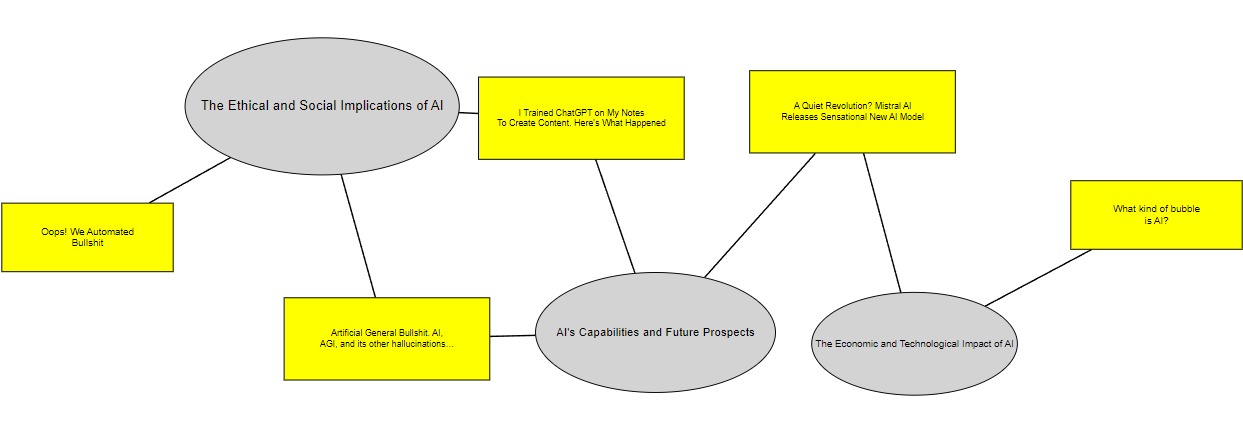 The Ethical and Social Implications of AI
I Trained ChatGPT on My Notes
To Create Content. Here's What Happened
A Quiet Revolution? Mistral AI
Releases Sensational New AI Model
What kind of bubble
is AI?
Oops! We Automated
Bullshit
Artificial General Bullshit. AI,
AGI, and its other hallucinations...
AI's Capabilities and Future Prospects
The Economic and Technological Impact of AI